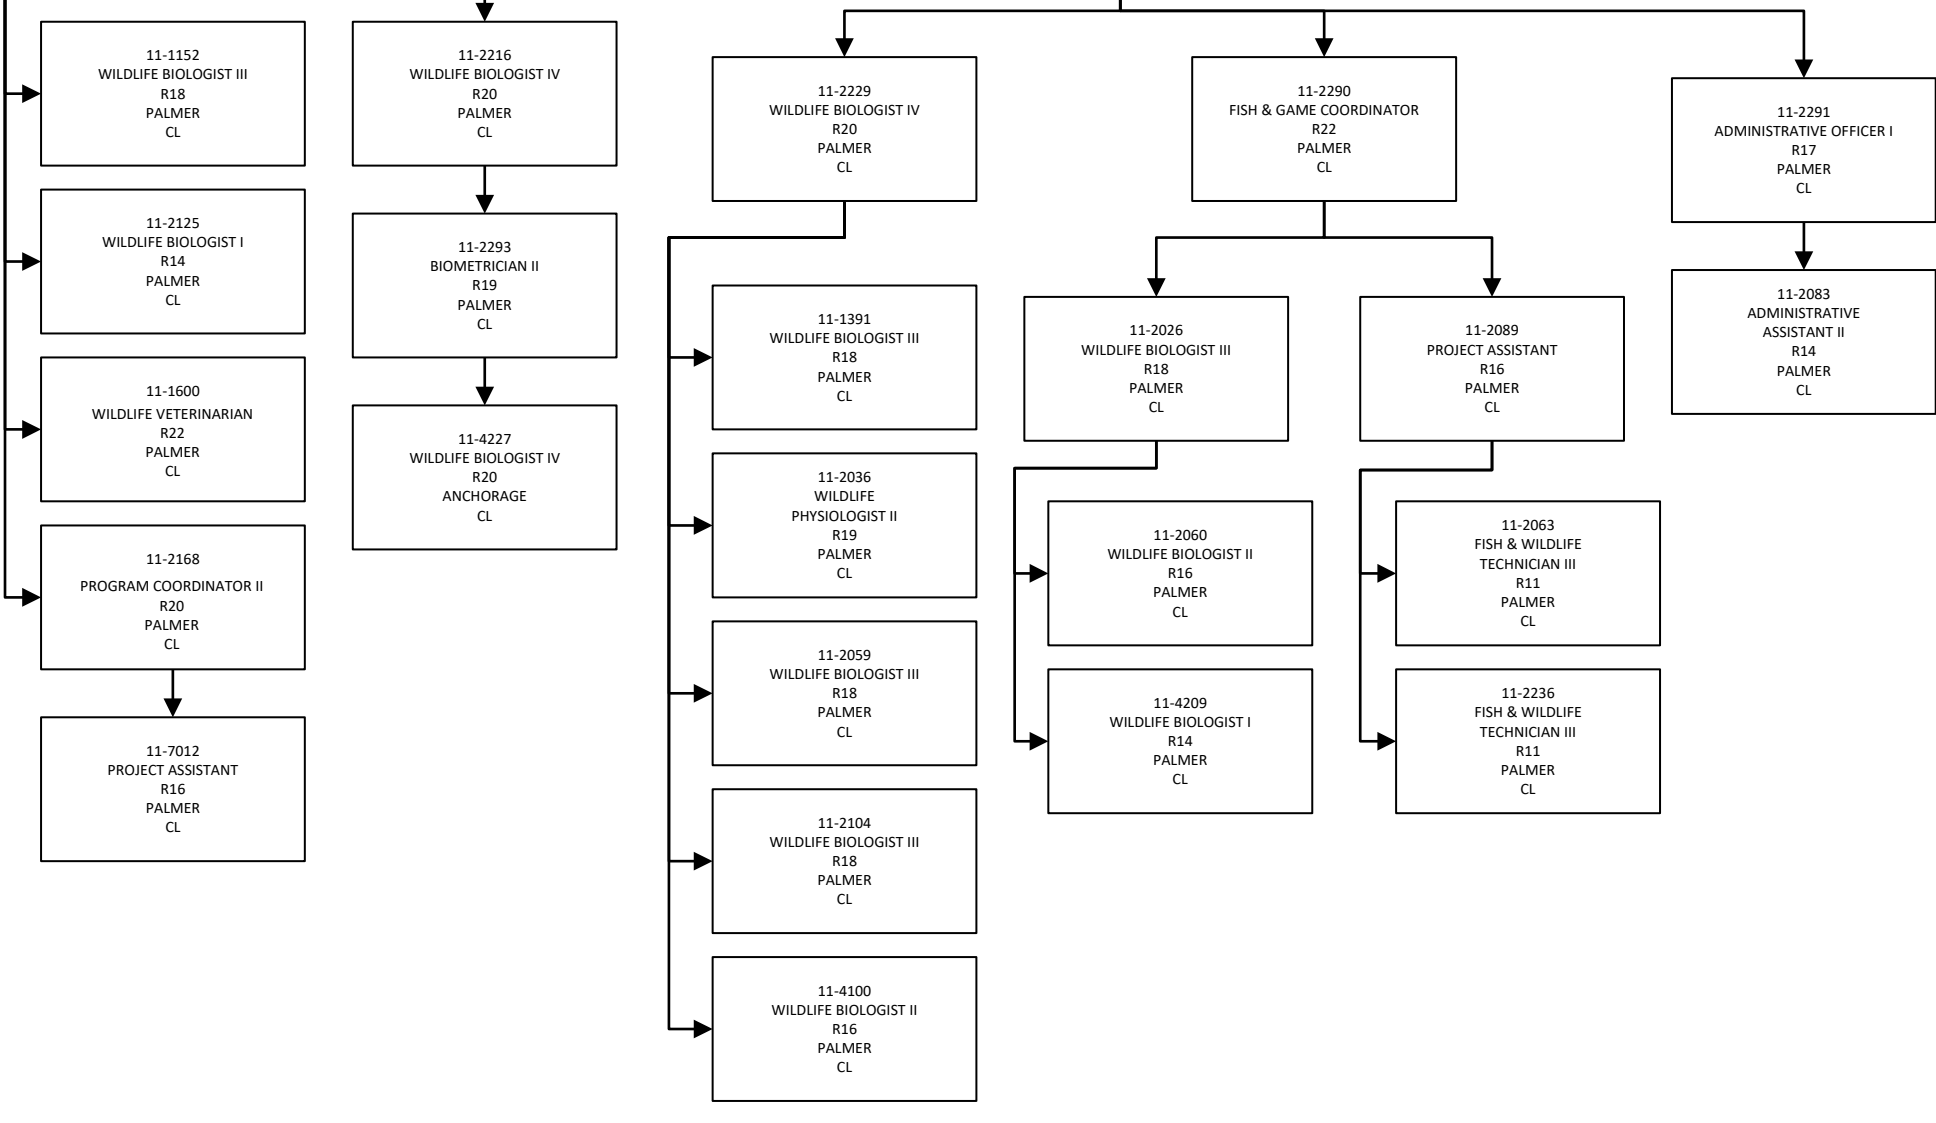 11-1152
WILDLIFE BIOLOGIST III
R18
PALMER
CL
11-2125
WILDLIFE BIOLOGIST I
R14
PALMER
CL
11-1600
WILDLIFE VETERINARIAN
R22
PALMER
CL
11-2168
PROGRAM COORDINATOR II
R20
PALMER
CL
11-7012
PROJECT ASSISTANT
R16
PALMER
CL
11-2216
WILDLIFE BIOLOGIST IV
R20
PALMER
CL
11-2293
BIOMETRICIAN II
R19
PALMER
CL
11-4227
WILDLIFE BIOLOGIST IV
R20
ANCHORAGE
CL
11-2229
WILDLIFE BIOLOGIST IV
R20
PALMER
CL
11-1391
WILDLIFE BIOLOGIST III
R18
PALMER
CL
11-2036
WILDLIFE
PHYSIOLOGIST II
R19
PALMER
CL
11-2059
WILDLIFE BIOLOGIST III
R18
PALMER
CL
11-2104
WILDLIFE BIOLOGIST III
R18
PALMER
CL
11-4100
WILDLIFE BIOLOGIST II
R16
PALMER
CL
11-2290
FISH & GAME COORDINATOR
R22
PALMER
CL
11-2026
WILDLIFE BIOLOGIST III
R18
PALMER
CL
11-2060
WILDLIFE BIOLOGIST II
R16
PALMER
CL
11-4209
WILDLIFE BIOLOGIST I
R14
PALMER
CL
11-2089
PROJECT ASSISTANT
R16
PALMER
CL
11-2063
FISH & WILDLIFE
TECHNICIAN III
R11
PALMER
CL
11-2236
FISH & WILDLIFE
TECHNICIAN III
R11
PALMER
CL
11-2291
ADMINISTRATIVE OFFICER I
R17
PALMER
CL
11-2083
ADMINISTRATIVE
ASSISTANT II
R14
PALMER
CL